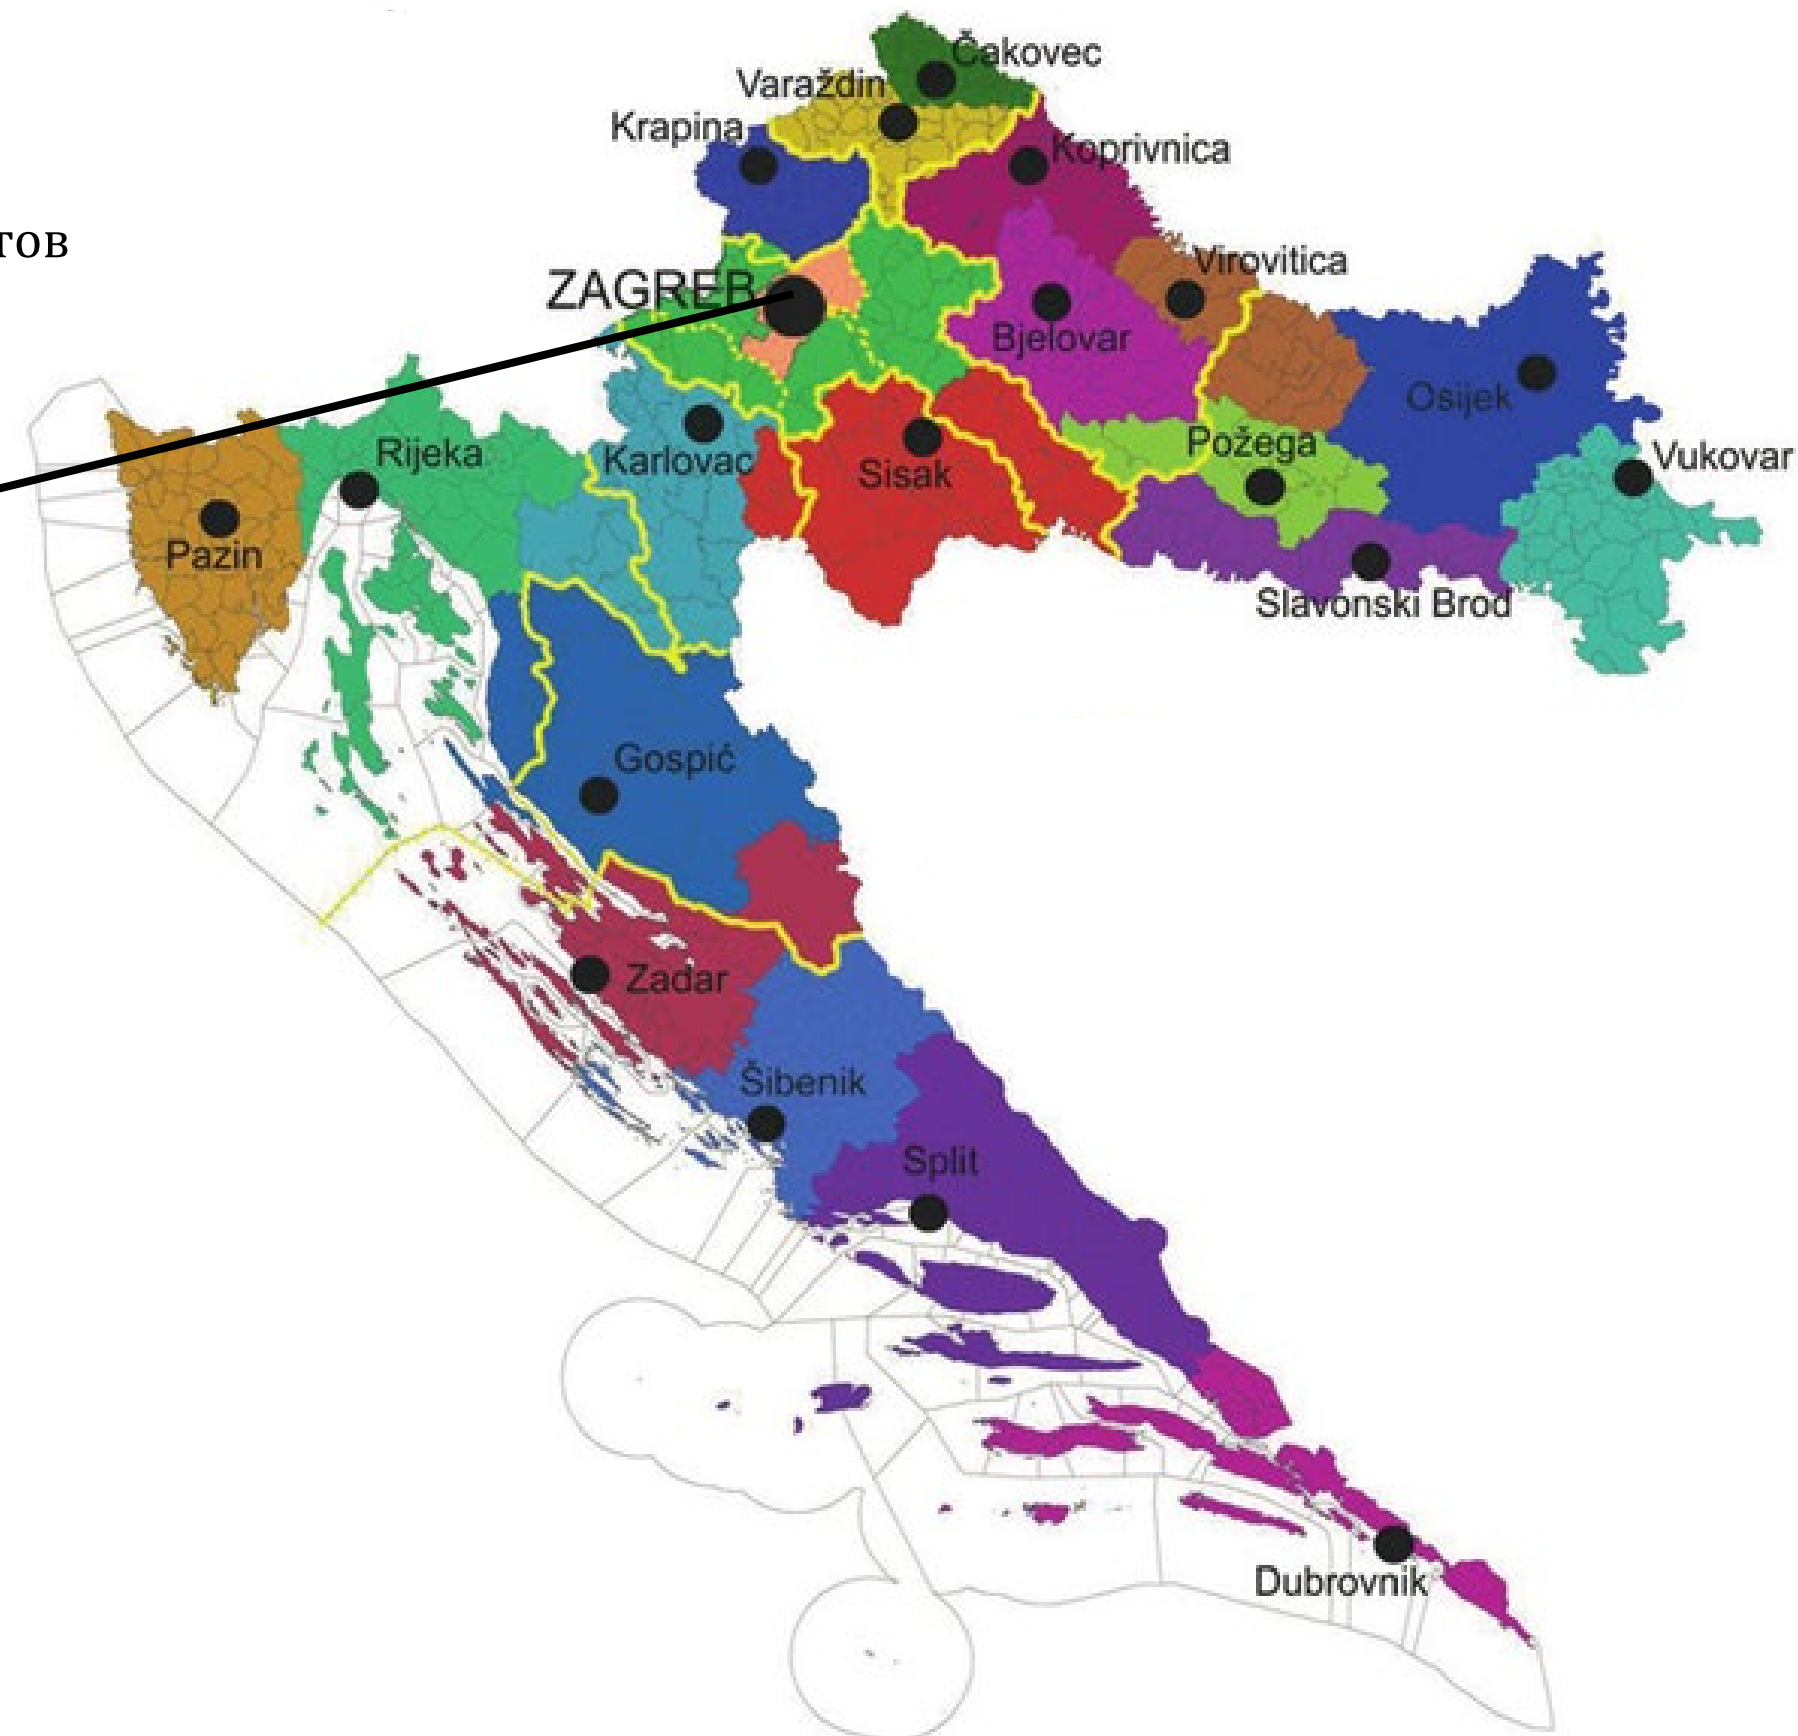 Čakovec
Varaždin
Krapina
Koprivnica
тов
Virovitica
ZAGREB
Bjelovar
Osijek
Požega
Rijeka
Karlovac
Sisak
Vukovar
Pazin
Slavonski Brod
Gospić
Zadar
Šibenik
Split
Dubrovnik